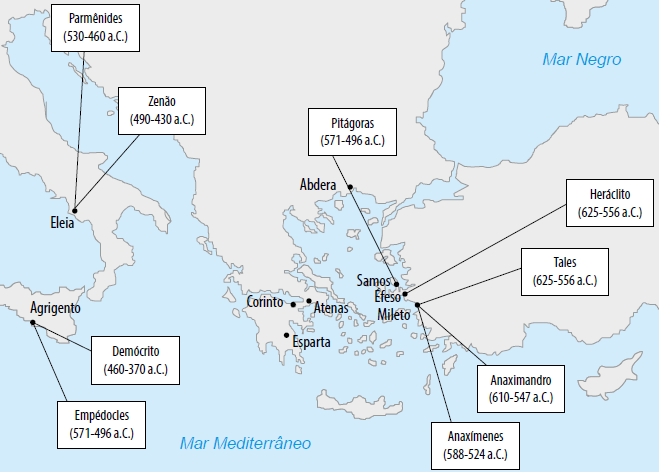 Parmênides
(530-460 a.C.)
Mar Negro
Zenão
(490-430 a.C.)
Pitágoras
(571-496 a.C.)
Abdera
Heráclito
(625-556 a.C.)
Eleia
Tales
(625-556 a.C.)
Samos
Éfeso
Mileto
Agrigento
Corinto
Atenas
Esparta
Demócrito
(460-370 a.C.)
Anaximandro
(610-547 a.C.)
Empédocles
(571-496 a.C.)
Anaxímenes
(588-524 a.C.)
Mar Mediterrâneo